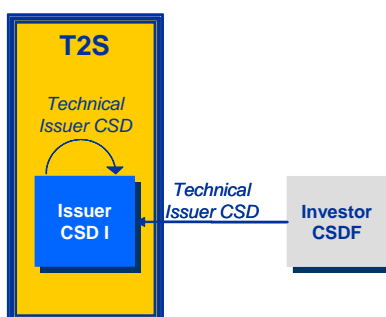 T2S
Technical
Issuer CSD
Issuer
CSD I
Technical
Issuer CSD
Investor
CSDF